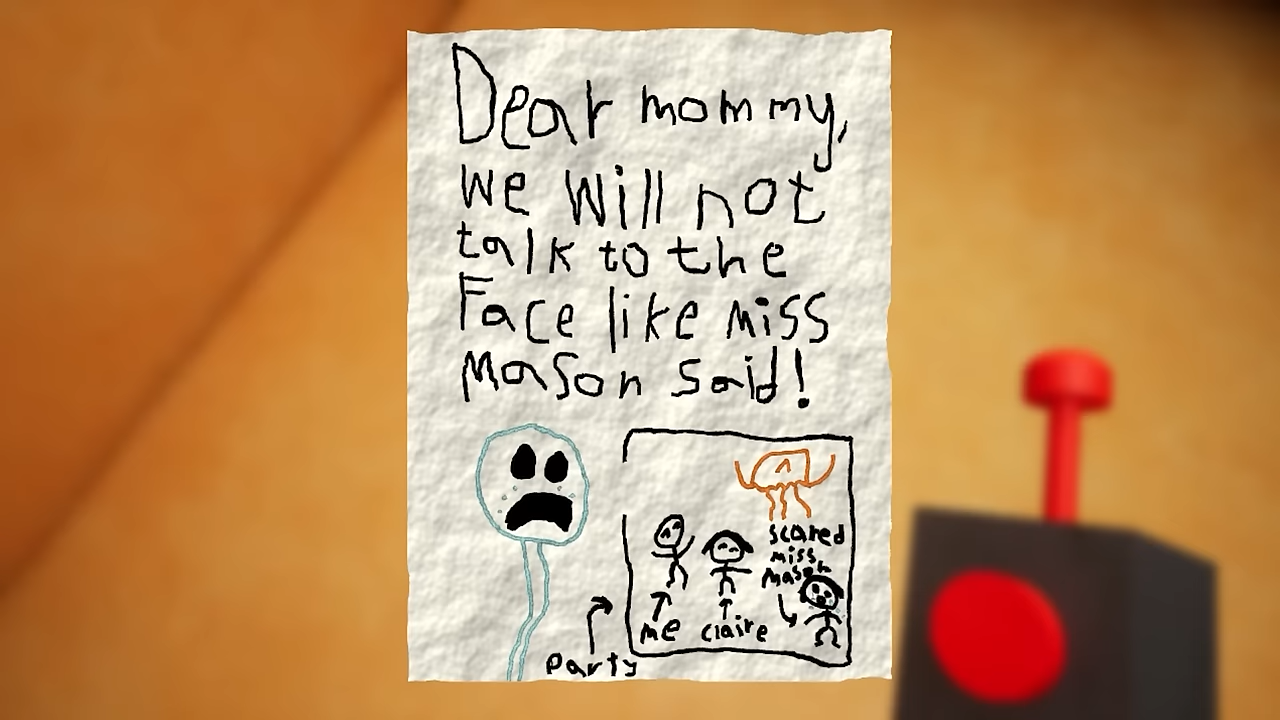 Dear mommy,
we will not
talk to the
Face like miss
mason said!
scared
miss
mason
me
claire
party